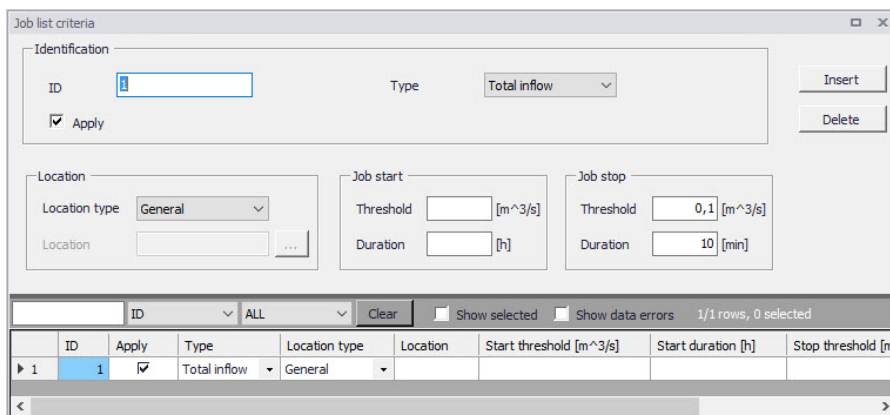 Job list criteria
Identification
ID 1 Type Total inflow Insert
Apply Delete
Location Job start Job stop
Location type General Threshold [m^3/s] Threshold 0,1 [m^3/s]
Location ... Duration [h] Duration 10 [min]
ID ALL Clear Show selected Show data errors 1/1 rows, 0 selected
ID Apply Type Location type Location Start threshold [m^3/s] Start duration [h] Stop threshold [m
1 1 Total inflow General